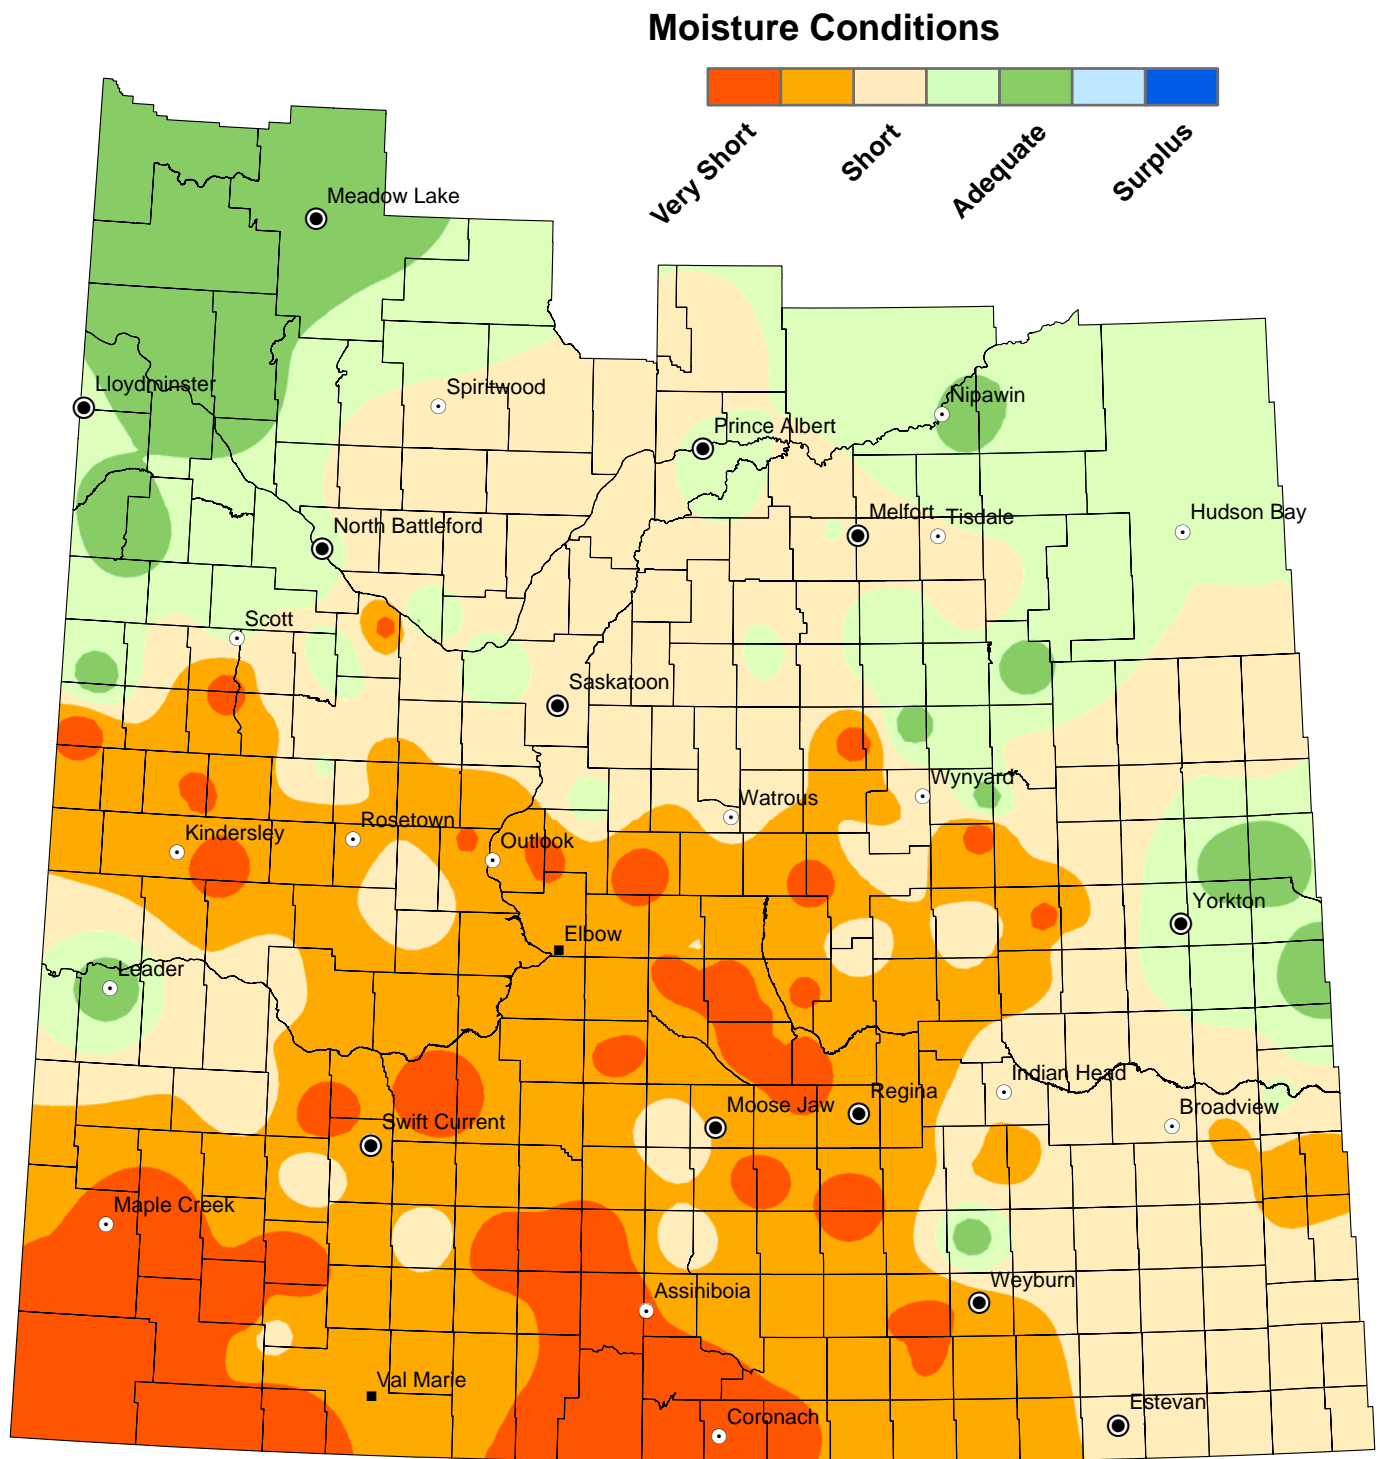 Moisture Conditions
Very Short
Short
Adequate
Surplus
Meadow Lake
Lloydminster
Spiritwood
Nipawin
Prince Albert
North Battleford
Melfort
Tisdale
Hudson Bay
Scott
Saskatoon
Wynyard
Watrous
Kindersley
Rosetown
Outlook
Yorkton
Elbow
Leader
Indian Head
Regina
Moose Jaw
Broadview
Swift Current
Maple Creek
Weyburn
Assiniboia
Val Marie
Estevan
Coronach